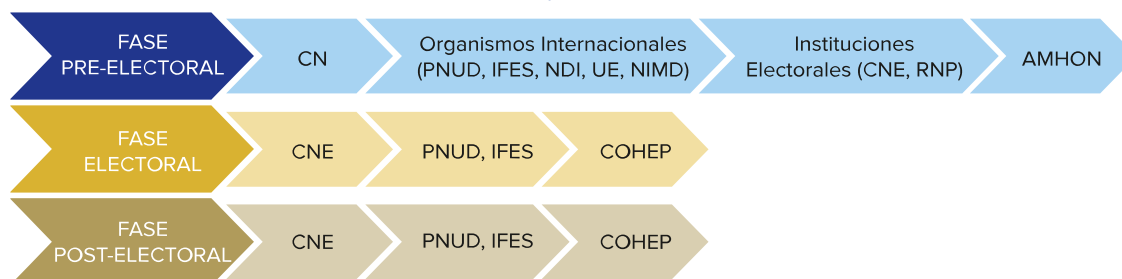 FASE
PRE-ELECTORAL
CN
Organismos Internacionales
(PNUD, IFES, NDI, UE, NIMD)
Instituciones
Electorales (CNE, RNP)
AMHON
FASE
ELECTORAL
CNE
PNUD, IFES
COHEP
FASE
POST-ELECTORAL
CNE
PNUD, IFES
COHEP